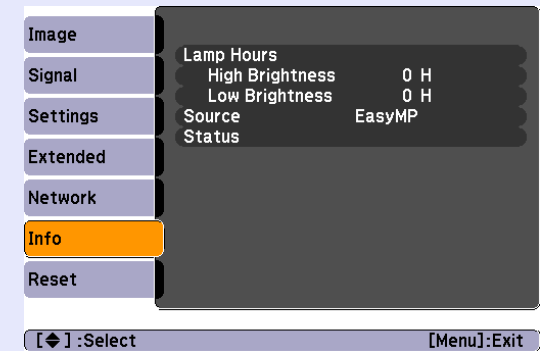 Image
Signal
Settings
Extended
Network
Info
Reset
Lamp Hours
High Brightness 0 H
Low Brightness 0 H
Source EasyMP
Status
[◆] :Select [Menu]:Exit